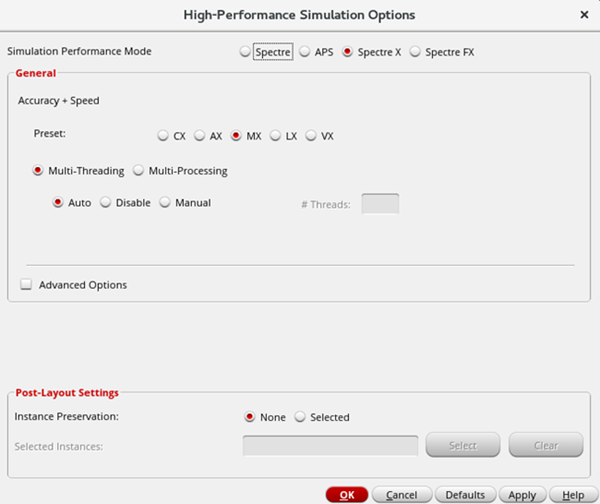 High-Performance Simulation Options
Simulation Performance Mode Spectre APS Spectre X Spectre FX
General
Accuracy + Speed
Preset: CX AX MX LX VX
Multi-Threading Multi-Processing
Auto Disable Manual # Threads:
Advanced Options
Post-Layout Settings
Instance Preservation: None Selected
Selected Instances: Select Clear
OK Cancel Defaults Apply Help